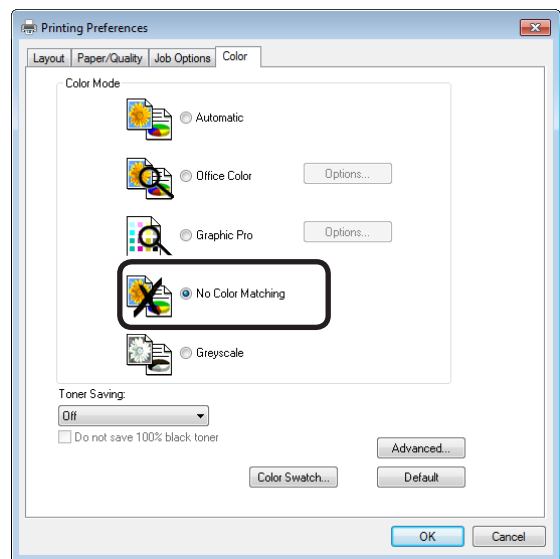 Printing Preferences
Layout Paper/Quality Job Options Color
Color Mode
Automatic
Office Color Options...
Graphic Pro Options...
No Color Matching
Greyscale
Toner Saving:
Off
Do not save 100% black toner
Advanced...
Color Swatch... Default
OK Cancel